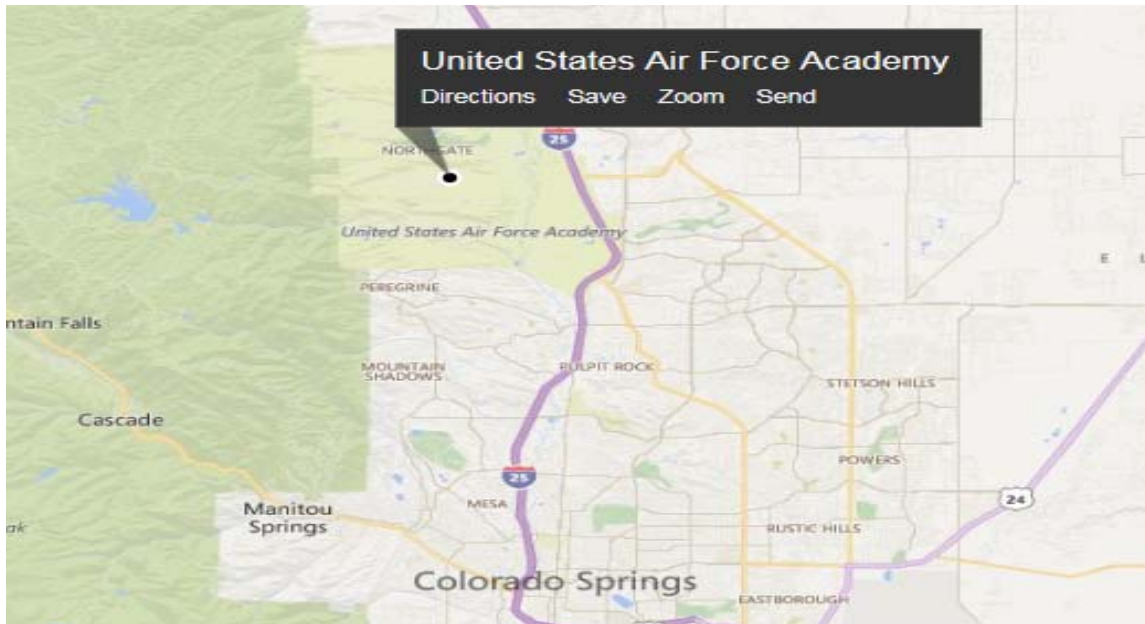 United States Air Force Academy
Directions Save Zoom Send
25
NORTHGATE
United States Air Force Academy
E L
PEREGRINE
ntain Falls
MOUNTAIN
SHADOWS
PULPIT ROCK
STETSON HILLS
Cascade
POWERS
25
24
MESA
Manitou
Springs
ak
RUSTIC HILLS
Colorado Springs
EASTBOROUGH